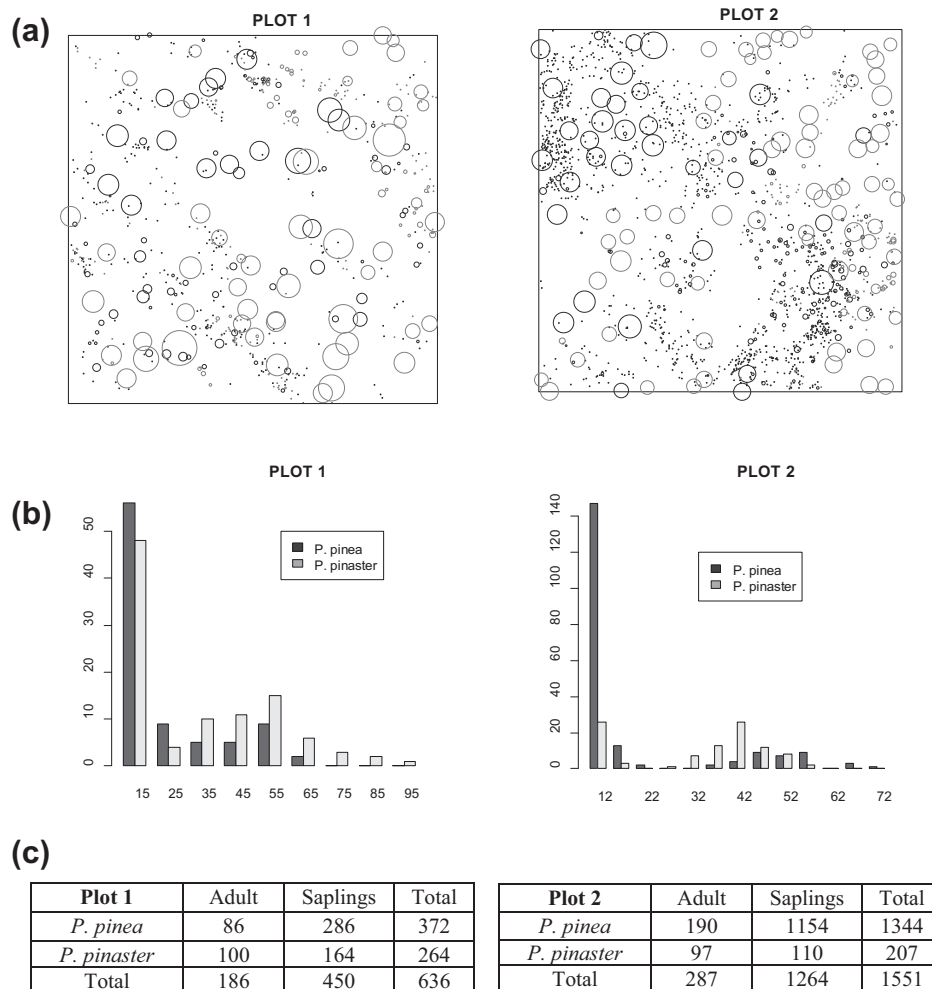 (a)
PLOT 1
PLOT 2
(b)
PLOT 1
50
40
30
20
10
0
P. pinea
P. pinaster
15 25 35 45 55 65 75 85 95
PLOT 2
140
120
100
80
60
40
20
0
P. pinea
P. pinaster
12 22 32 42 52 62 72
(c)
Plot 1 Adult Saplings Total
P. pinea 86 286 372
P. pinaster 100 164 264
Total 186 450 636
Plot 2 Adult Saplings Total
P. pinea 190 1154 1344
P. pinaster 97 110 207
Total 287 1264 1551